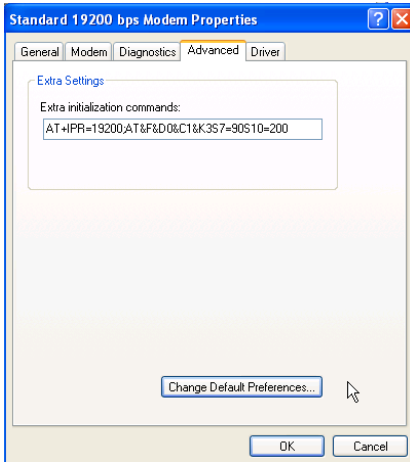 Standard 19200 bps Modem Properties
General Modem Diagnostics Advanced Driver
Extra Settings
Extra initialization commands:
AT+IPR=19200;AT&F&D0&C1&K3S7=90S10=200
Change Default Preferences...
OK Cancel